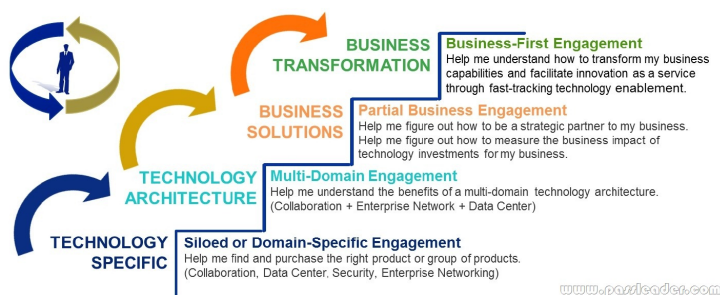 BUSINESS
TRANSFORMATION
Business-First Engagement
Help me understand how to transform my business
capabilities and facilitate innovation as a service
through fast-tracking technology enablement.
BUSINESS
SOLUTIONS
Partial Business Engagement
Help me figure out how to be a strategic partner to my business.
Help me figure out how to measure the business impact of
technology investments for my business.
TECHNOLOGY
ARCHITECTURE
Multi-Domain Engagement
Help me understand the benefits of a multi-domain technology architecture.
(Collaboration + Enterprise Network + Data Center)
TECHNOLOGY
SPECIFIC
Siloed or Domain-Specific Engagement
Help me find and purchase the right product or group of products.
(Collaboration, Data Center, Security, Enterprise Networking)
www.passleader.com